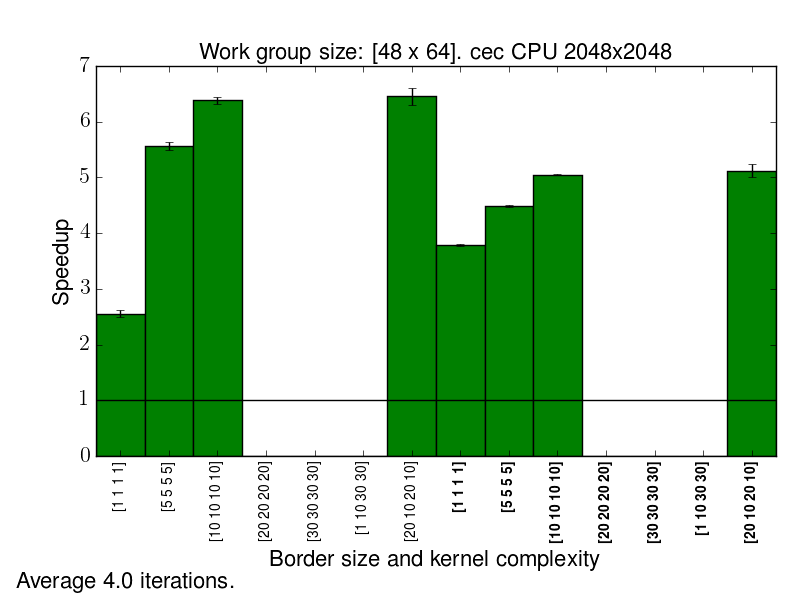 Work group size: [48 x 64]. cec CPU 2048x2048
7
6
5
4
3
2
1
0
Speedup
[1 1 1 1]
[5 5 5 5]
[10 10 10 10]
[20 20 20 20]
[30 30 30 30]
[1 10 30 30]
[20 10 20 10]
[1 1 1 1]
[5 5 5 5]
[10 10 10 10]
[20 20 20 20]
[30 30 30 30]
[1 10 30 30]
[20 10 20 10]
Border size and kernel complexity
Average 4.0 iterations.